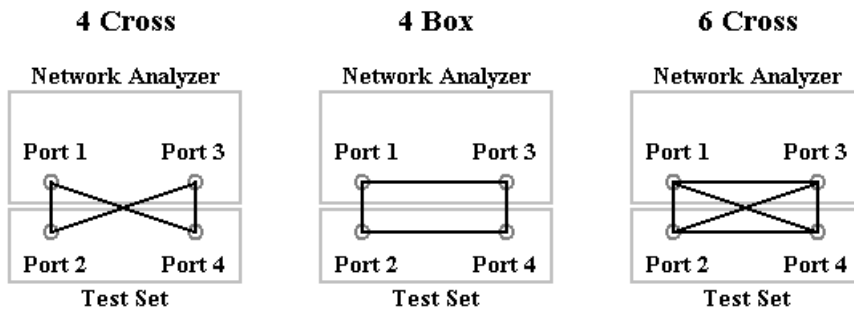 4 Cross
4 Box
6 Cross
Network Analyzer
Network Analyzer
Network Analyzer
Port 1
Port 3
Port 1
Port 3
Port 1
Port 3
Port 2
Port 4
Port 2
Port 4
Port 2
Port 4
Test Set
Test Set
Test Set